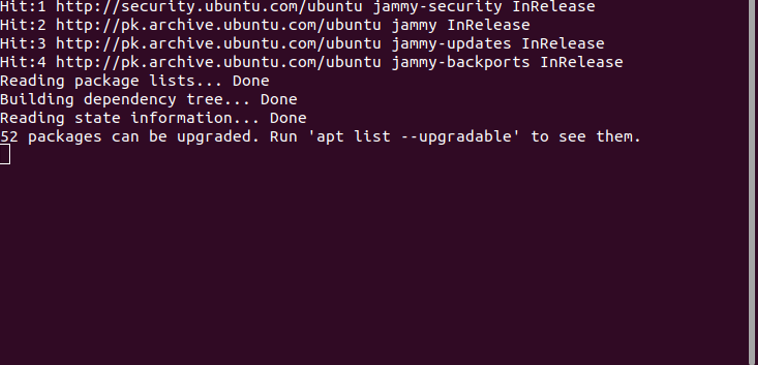 Hit:1 http://security.ubuntu.com/ubuntu jammy-security InRelease
Hit:2 http://pk.archive.ubuntu.com/ubuntu jammy InRelease
Hit:3 http://pk.archive.ubuntu.com/ubuntu jammy-updates InRelease
Hit:4 http://pk.archive.ubuntu.com/ubuntu jammy-backports InRelease
Reading package lists... Done
Building dependency tree... Done
Reading state information... Done
52 packages can be upgraded. Run 'apt list --upgradable' to see them.